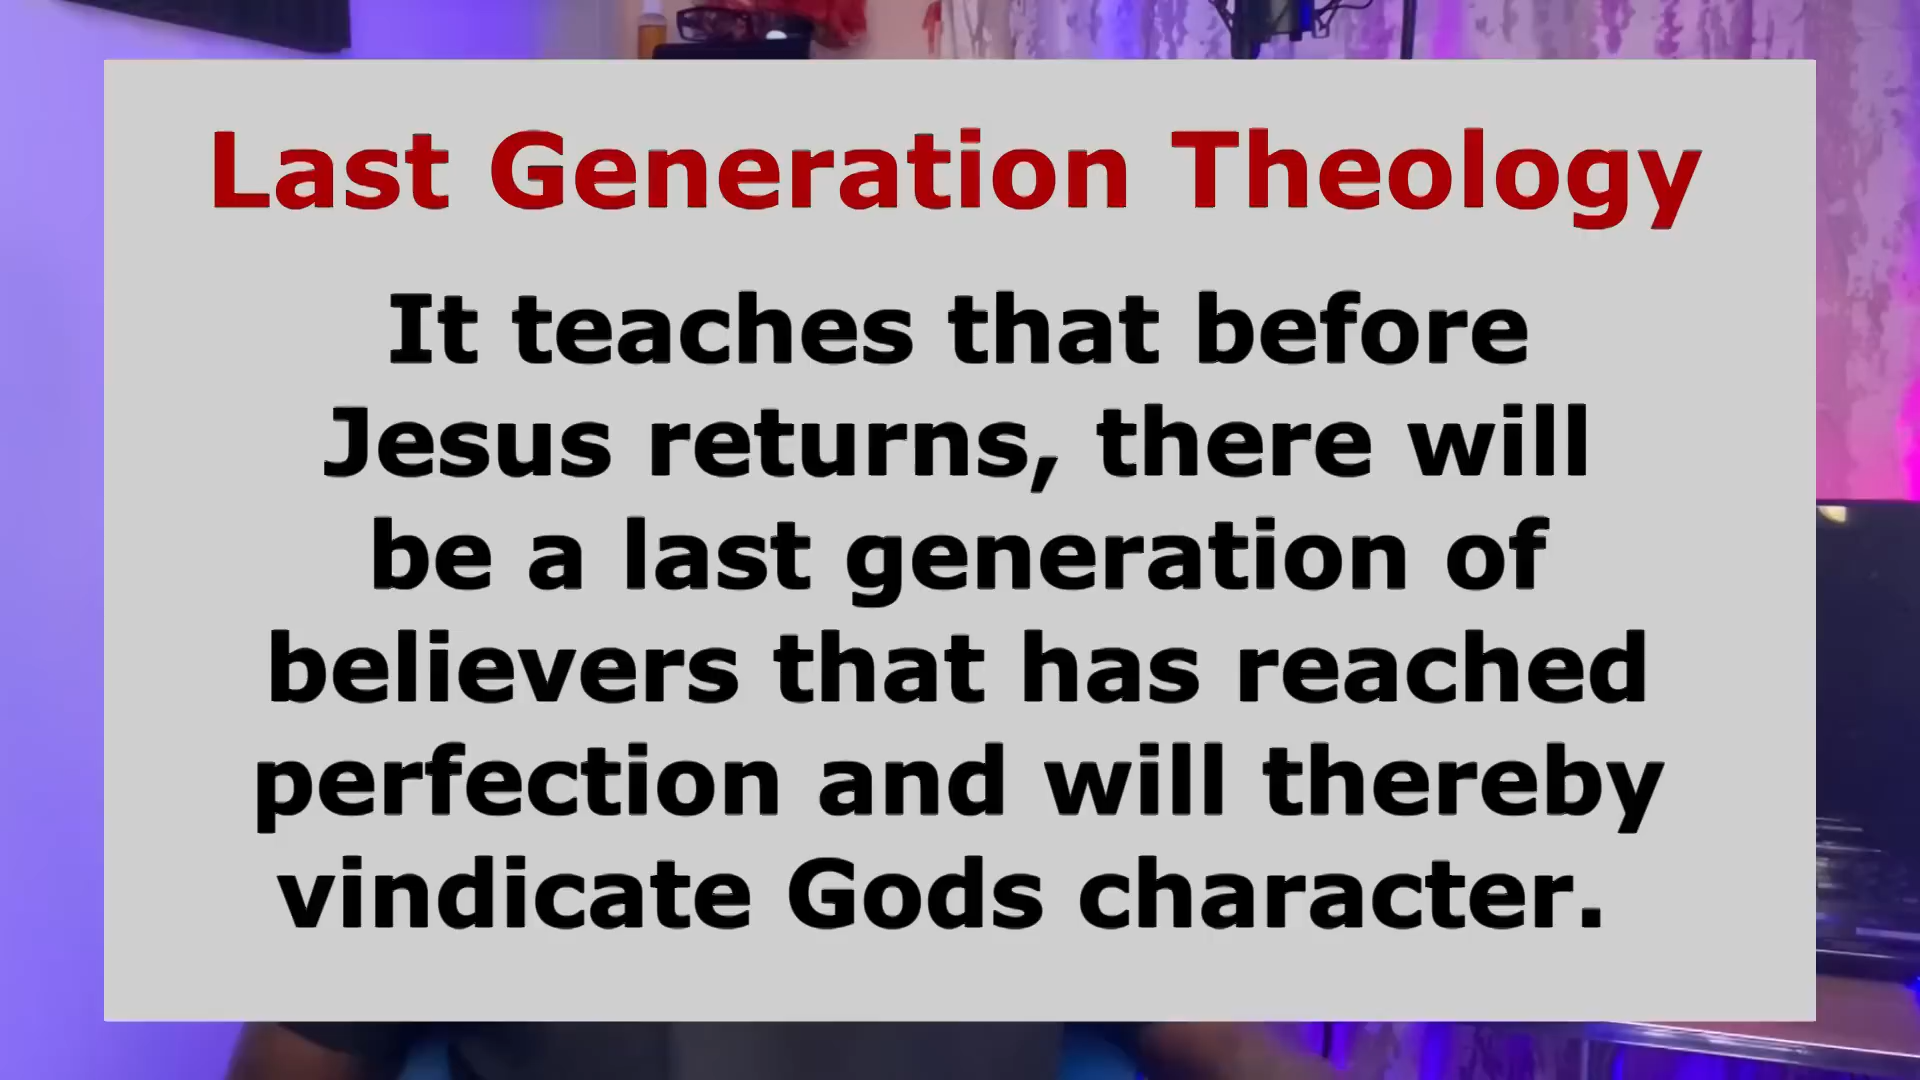 Last Generation Theology
It teaches that before
Jesus returns, there will
be a last generation of
believers that has reached
perfection and will thereby
vindicate Gods character.